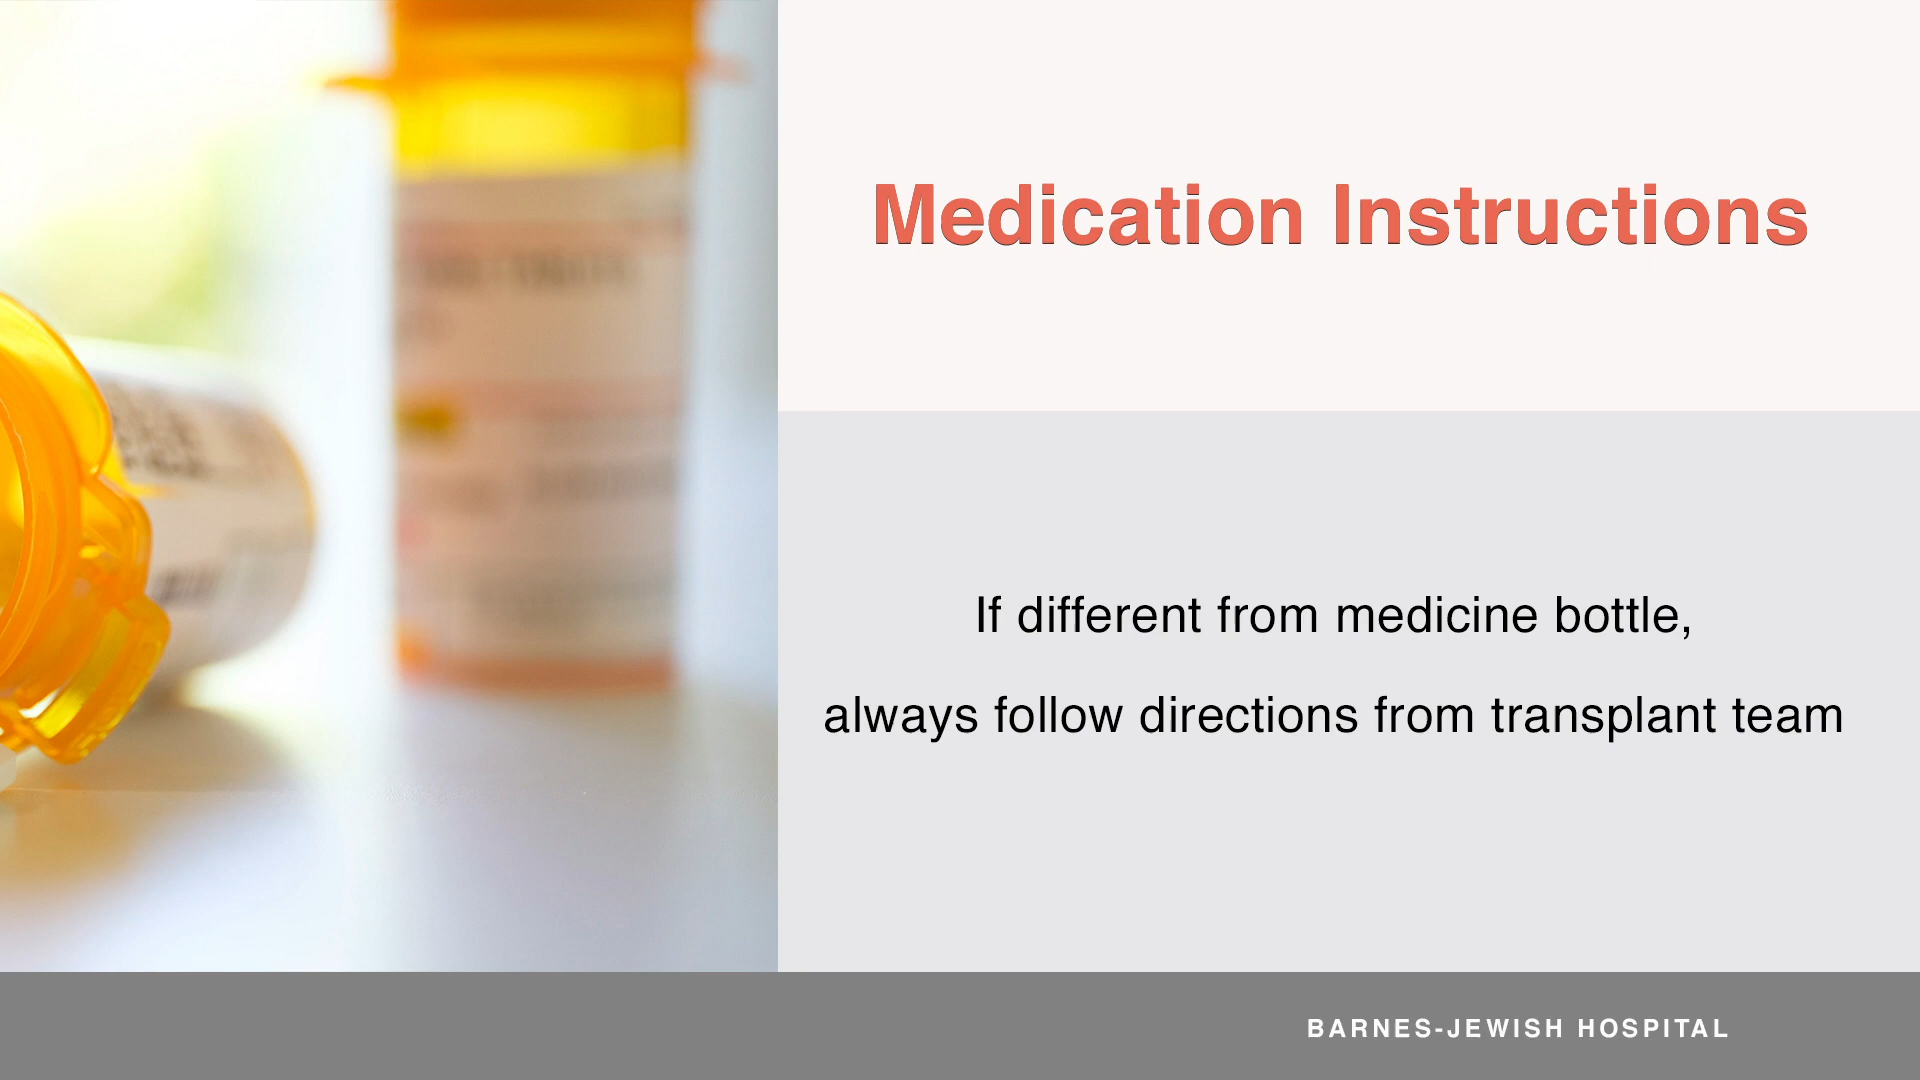 Medication Instructions
If different from medicine bottle,
always follow directions from transplant team
BARNES-JEWISH HOSPITAL